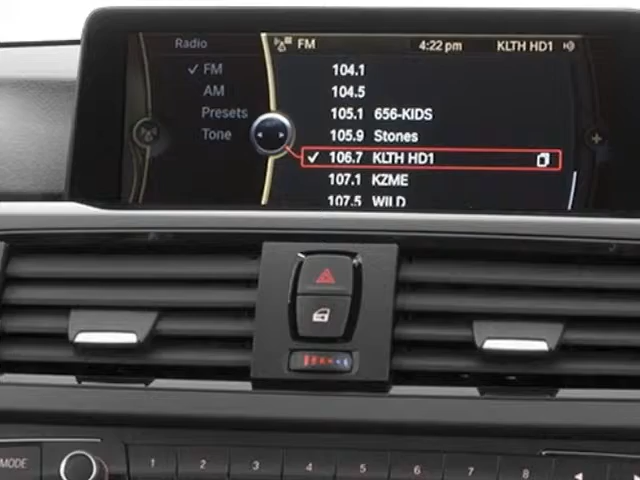 Radio
FM 4:22 pm KLTH HD1
FM
AM
Presets
Tone
104.1
104.5
105.1 656-KIDS
105.9 Stones
106.7 KLTH HD1
107.1 KZME
107.5 WILD
MODE 1 2 3 4 5 6 7 8